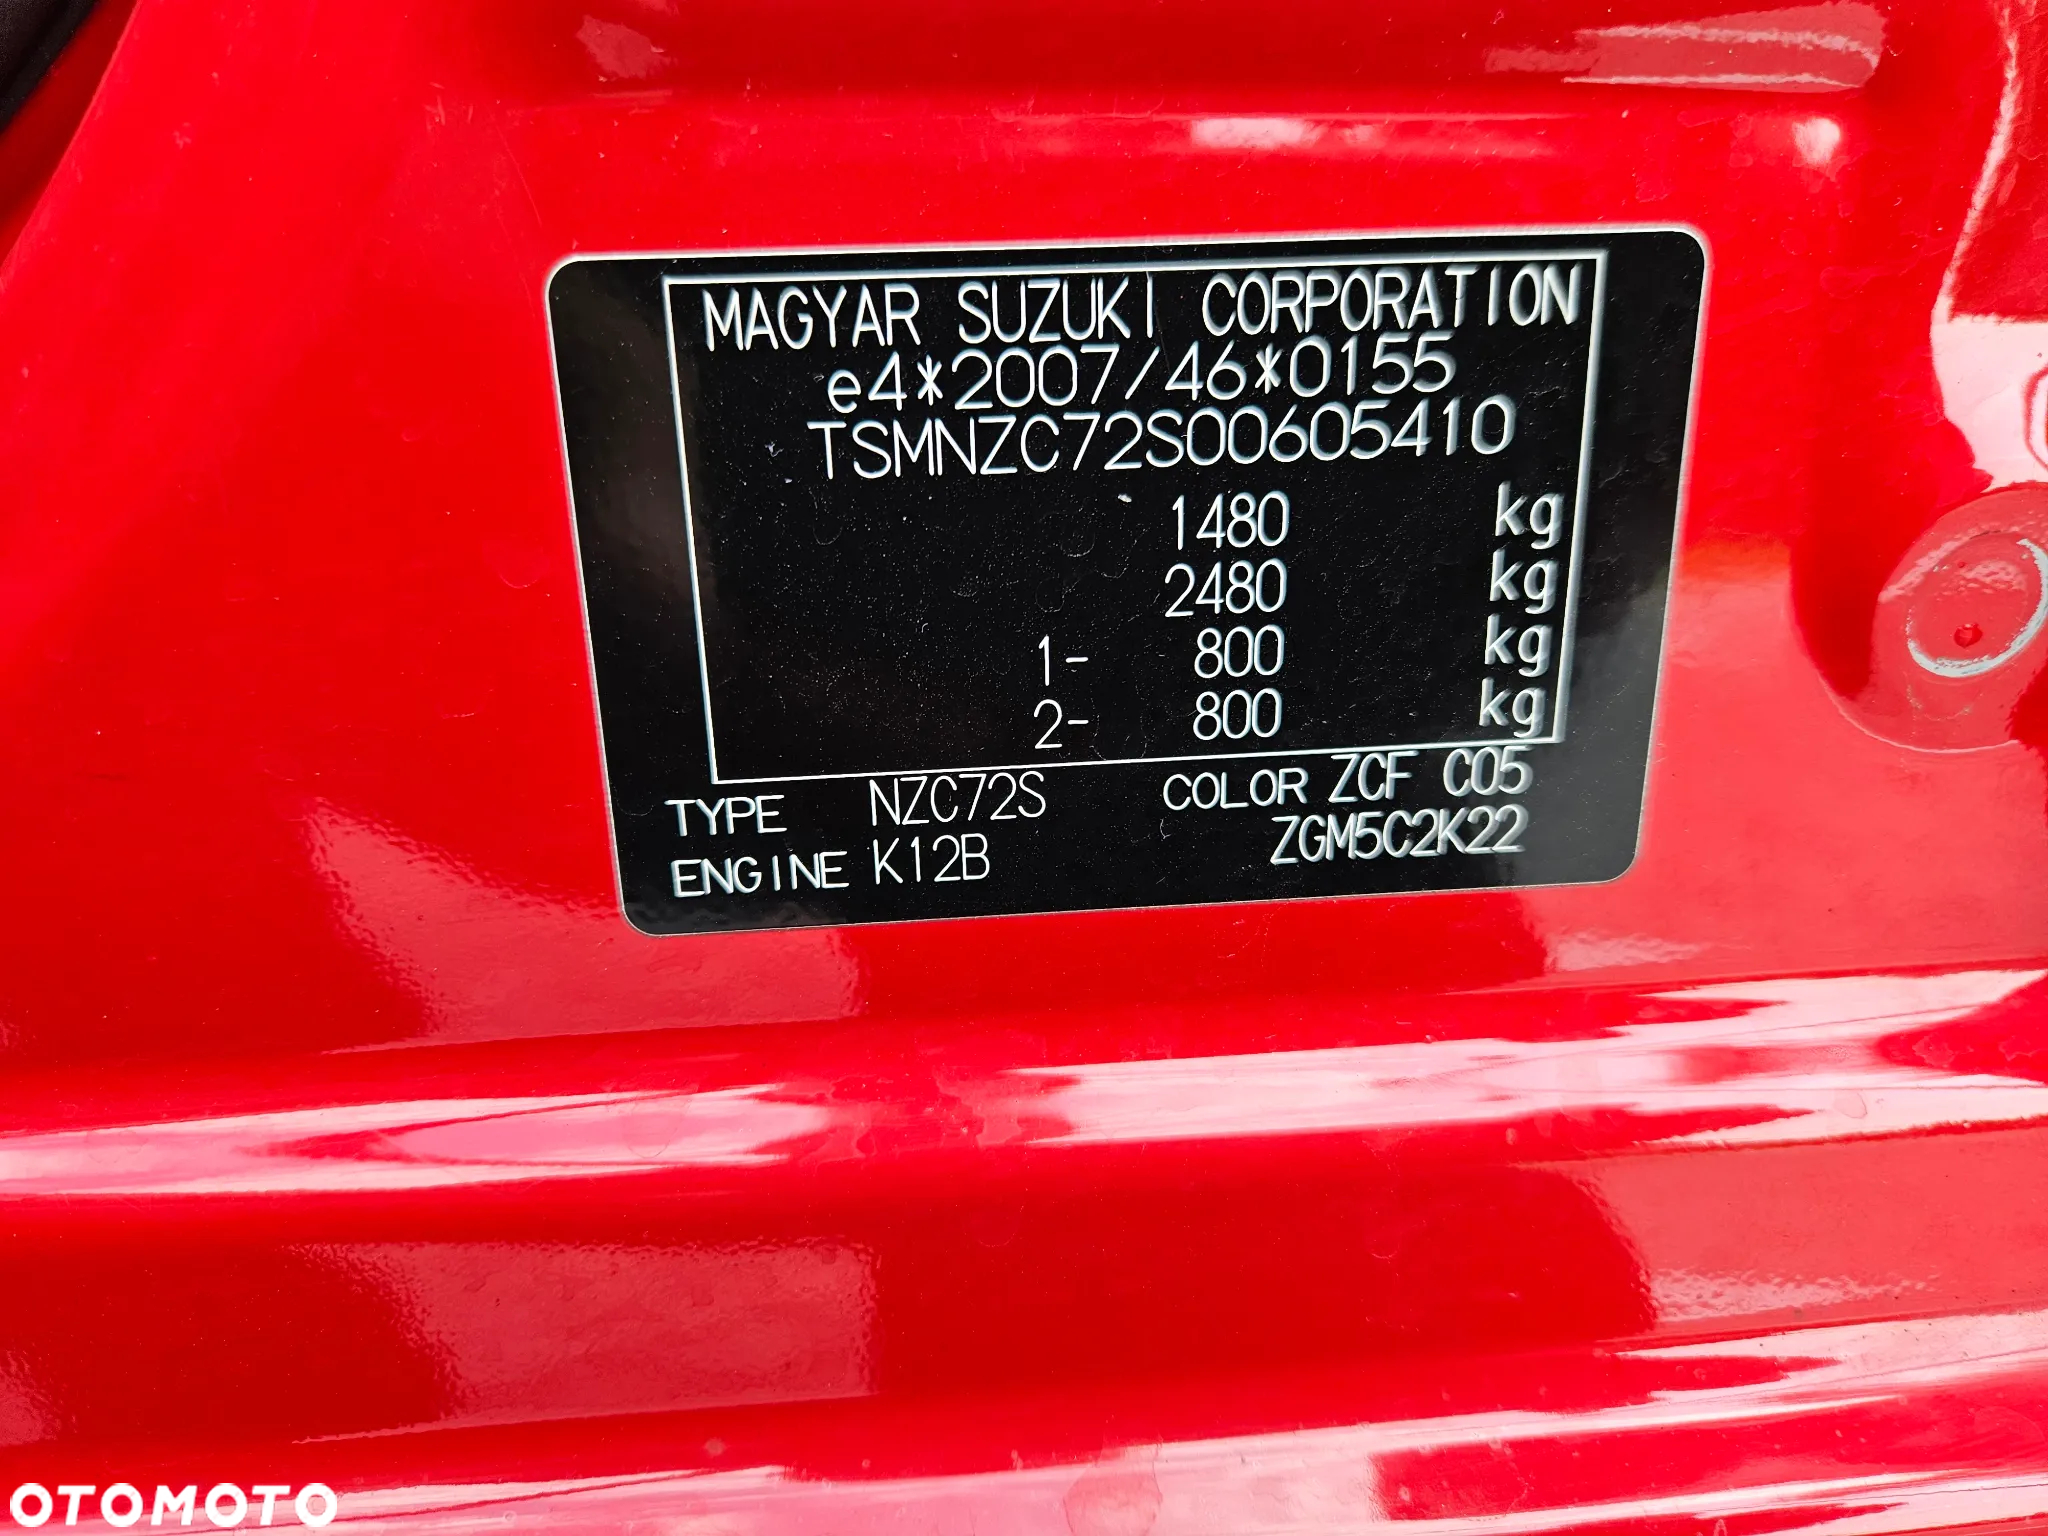 MAGYAR SUZUKI CORPORATION
e4*2007/46*0155
TSMNZC72S00605410
1480 kg
2480 kg
1- 800 kg
2- 800 kg
TYPE NZC72S COLOR ZCF C05
ENGINE K12B ZGM5C2K22
OTOMOTO